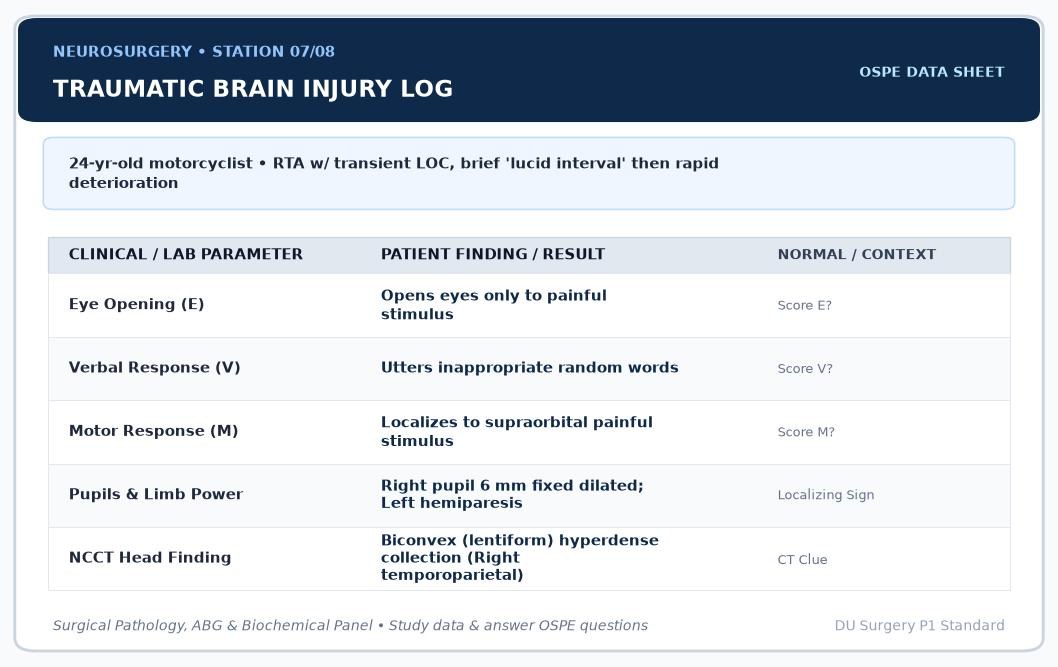 NEUROSURGERY • STATION 07/08
TRAUMATIC BRAIN INJURY LOG
OSPE DATA SHEET
24-yr-old motorcyclist • RTA w/ transient LOC, brief 'lucid interval' then rapid
deterioration
CLINICAL / LAB PARAMETER
PATIENT FINDING / RESULT
NORMAL / CONTEXT
Eye Opening (E)
Opens eyes only to painful
stimulus
Score E?
Verbal Response (V)
Utters inappropriate random words
Score V?
Motor Response (M)
Localizes to supraorbital painful
stimulus
Score M?
Pupils & Limb Power
Right pupil 6 mm fixed dilated;
Left hemiparesis
Localizing Sign
NCCT Head Finding
Biconvex (lentiform) hyperdense
collection (Right
temporoparietal)
CT Clue
Surgical Pathology, ABG & Biochemical Panel • Study data & answer OSPE questions
DU Surgery P1 Standard